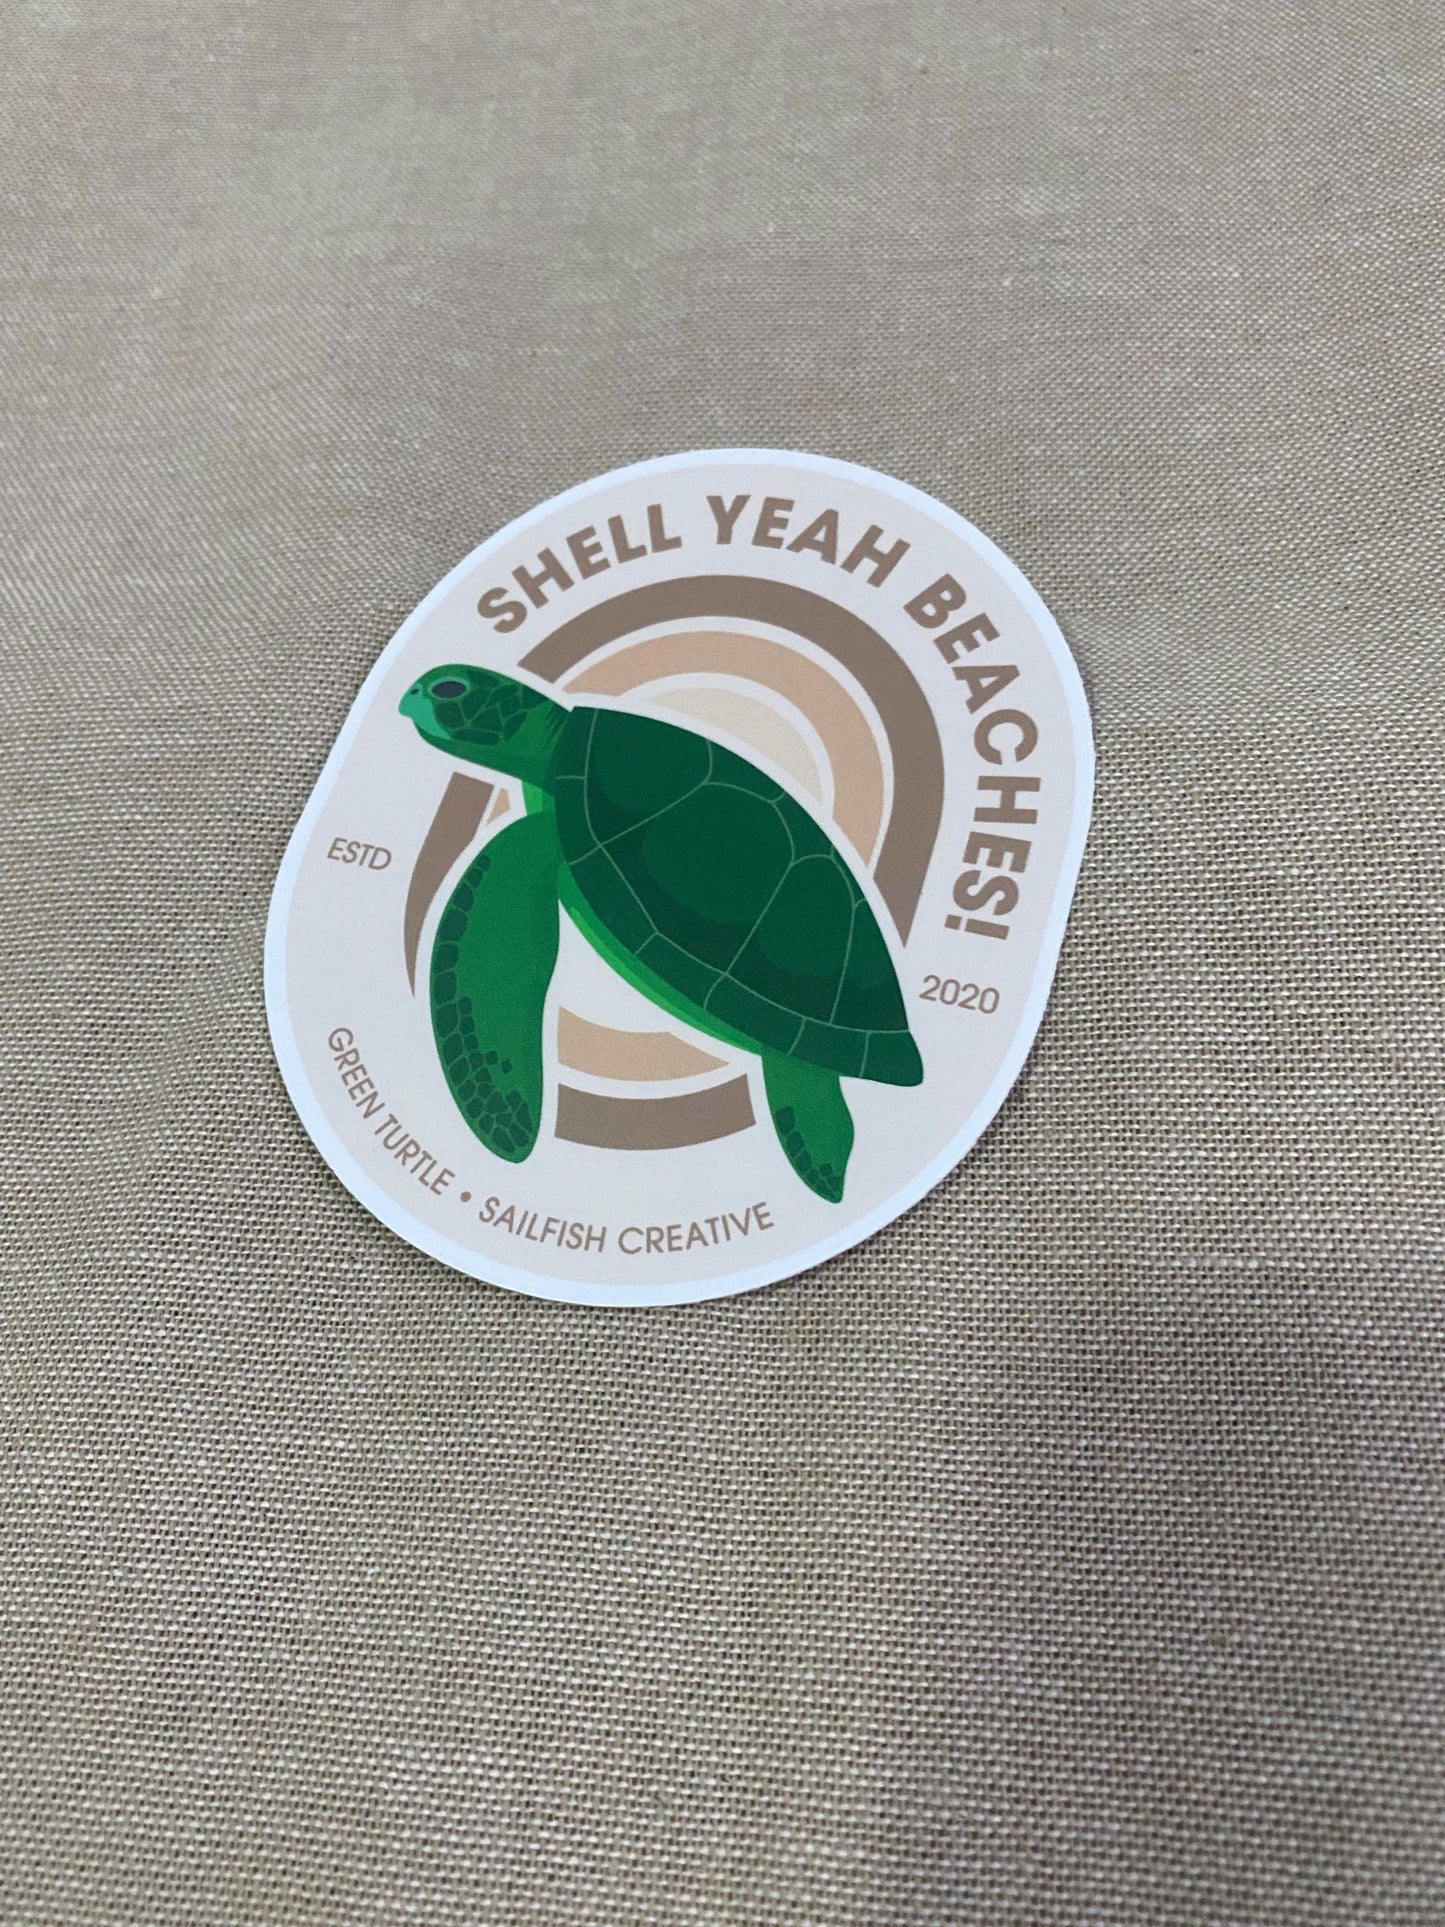 SHELL YEAH BEACHES!
ESTD
2020
GREEN TURTLE • SAILFISH CREATIVE